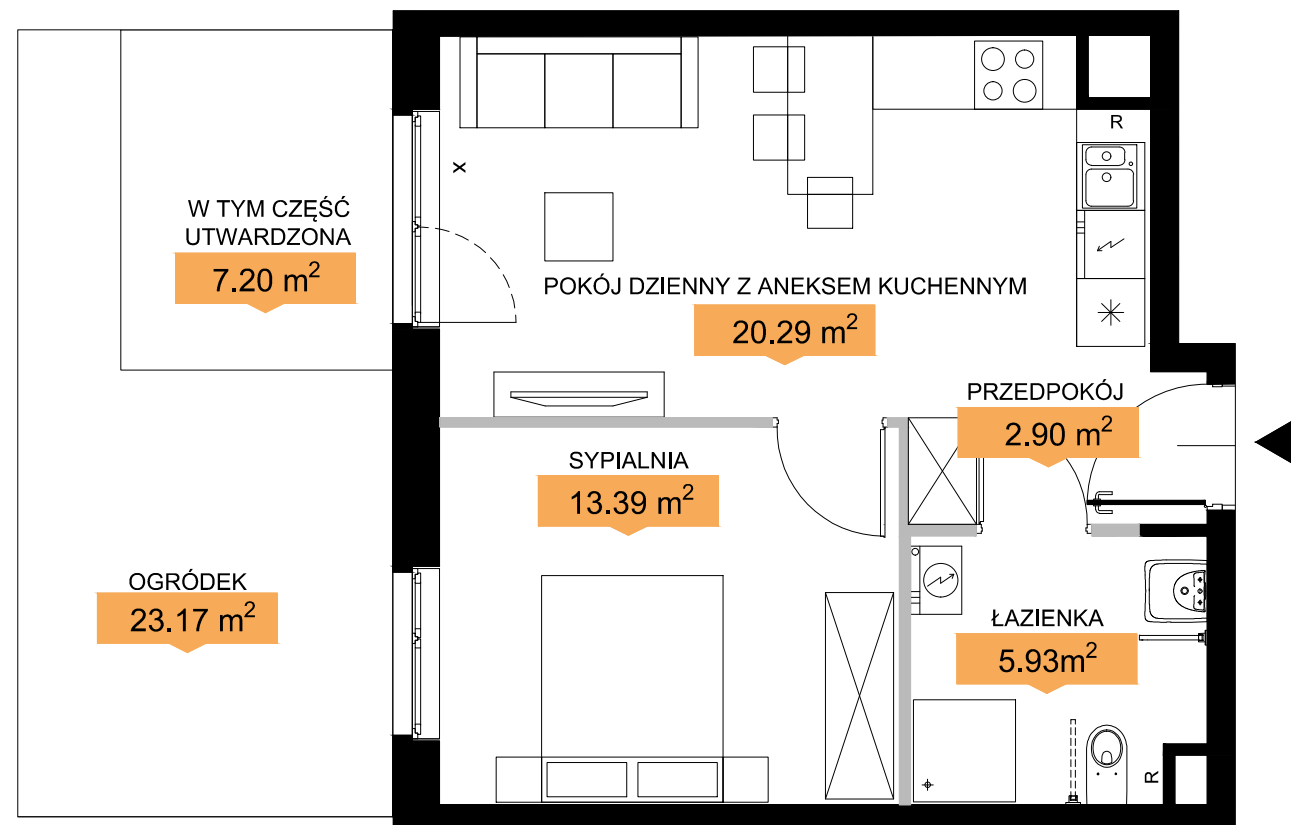 R
X
W TYM CZĘŚĆ
UTWARDZONA
7.20 m²
POKÓJ DZIENNY Z ANEKSEM KUCHENNYM
20.29 m²
PRZEDPOKÓJ
2.90 m²
SYPIALNIA
13.39 m²
OGRÓDEK
23.17 m²
ŁAZIENKA
5.93m²
R